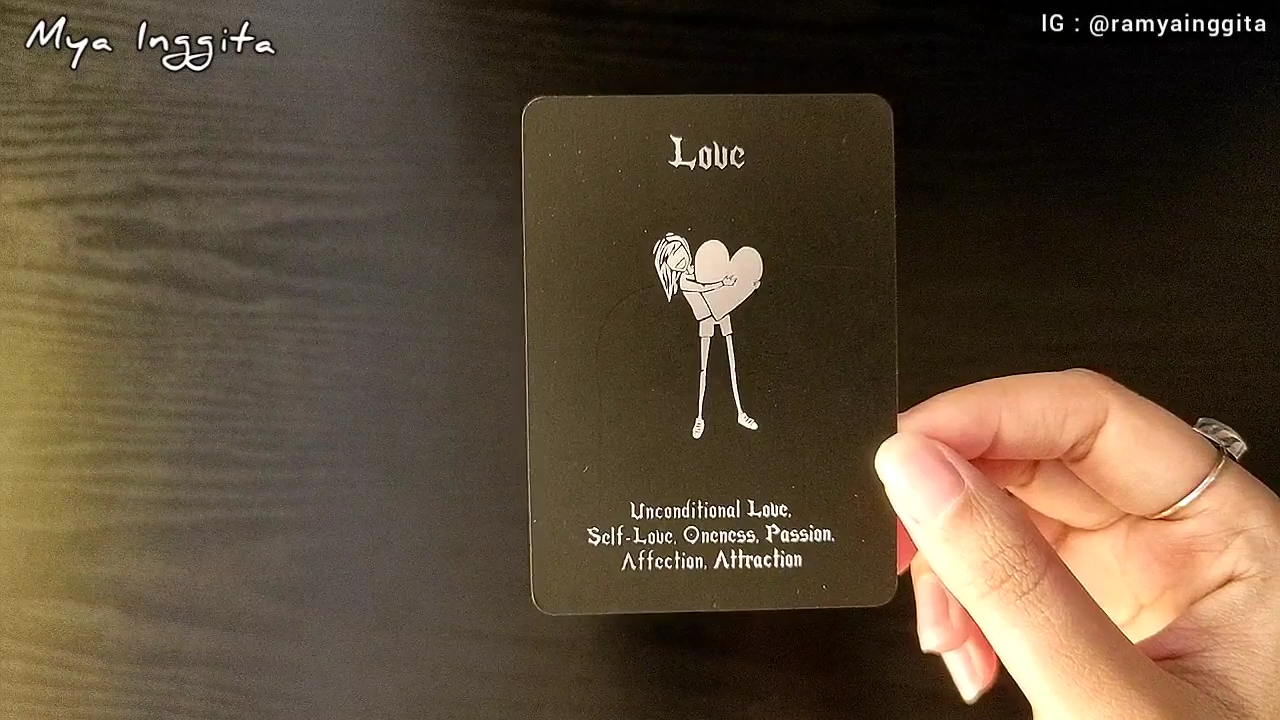 Mya Inggita
IG : @ramyainggita
Love
Unconditional Love,
Self-Love, Oneness, Passion,
Affection, Attraction